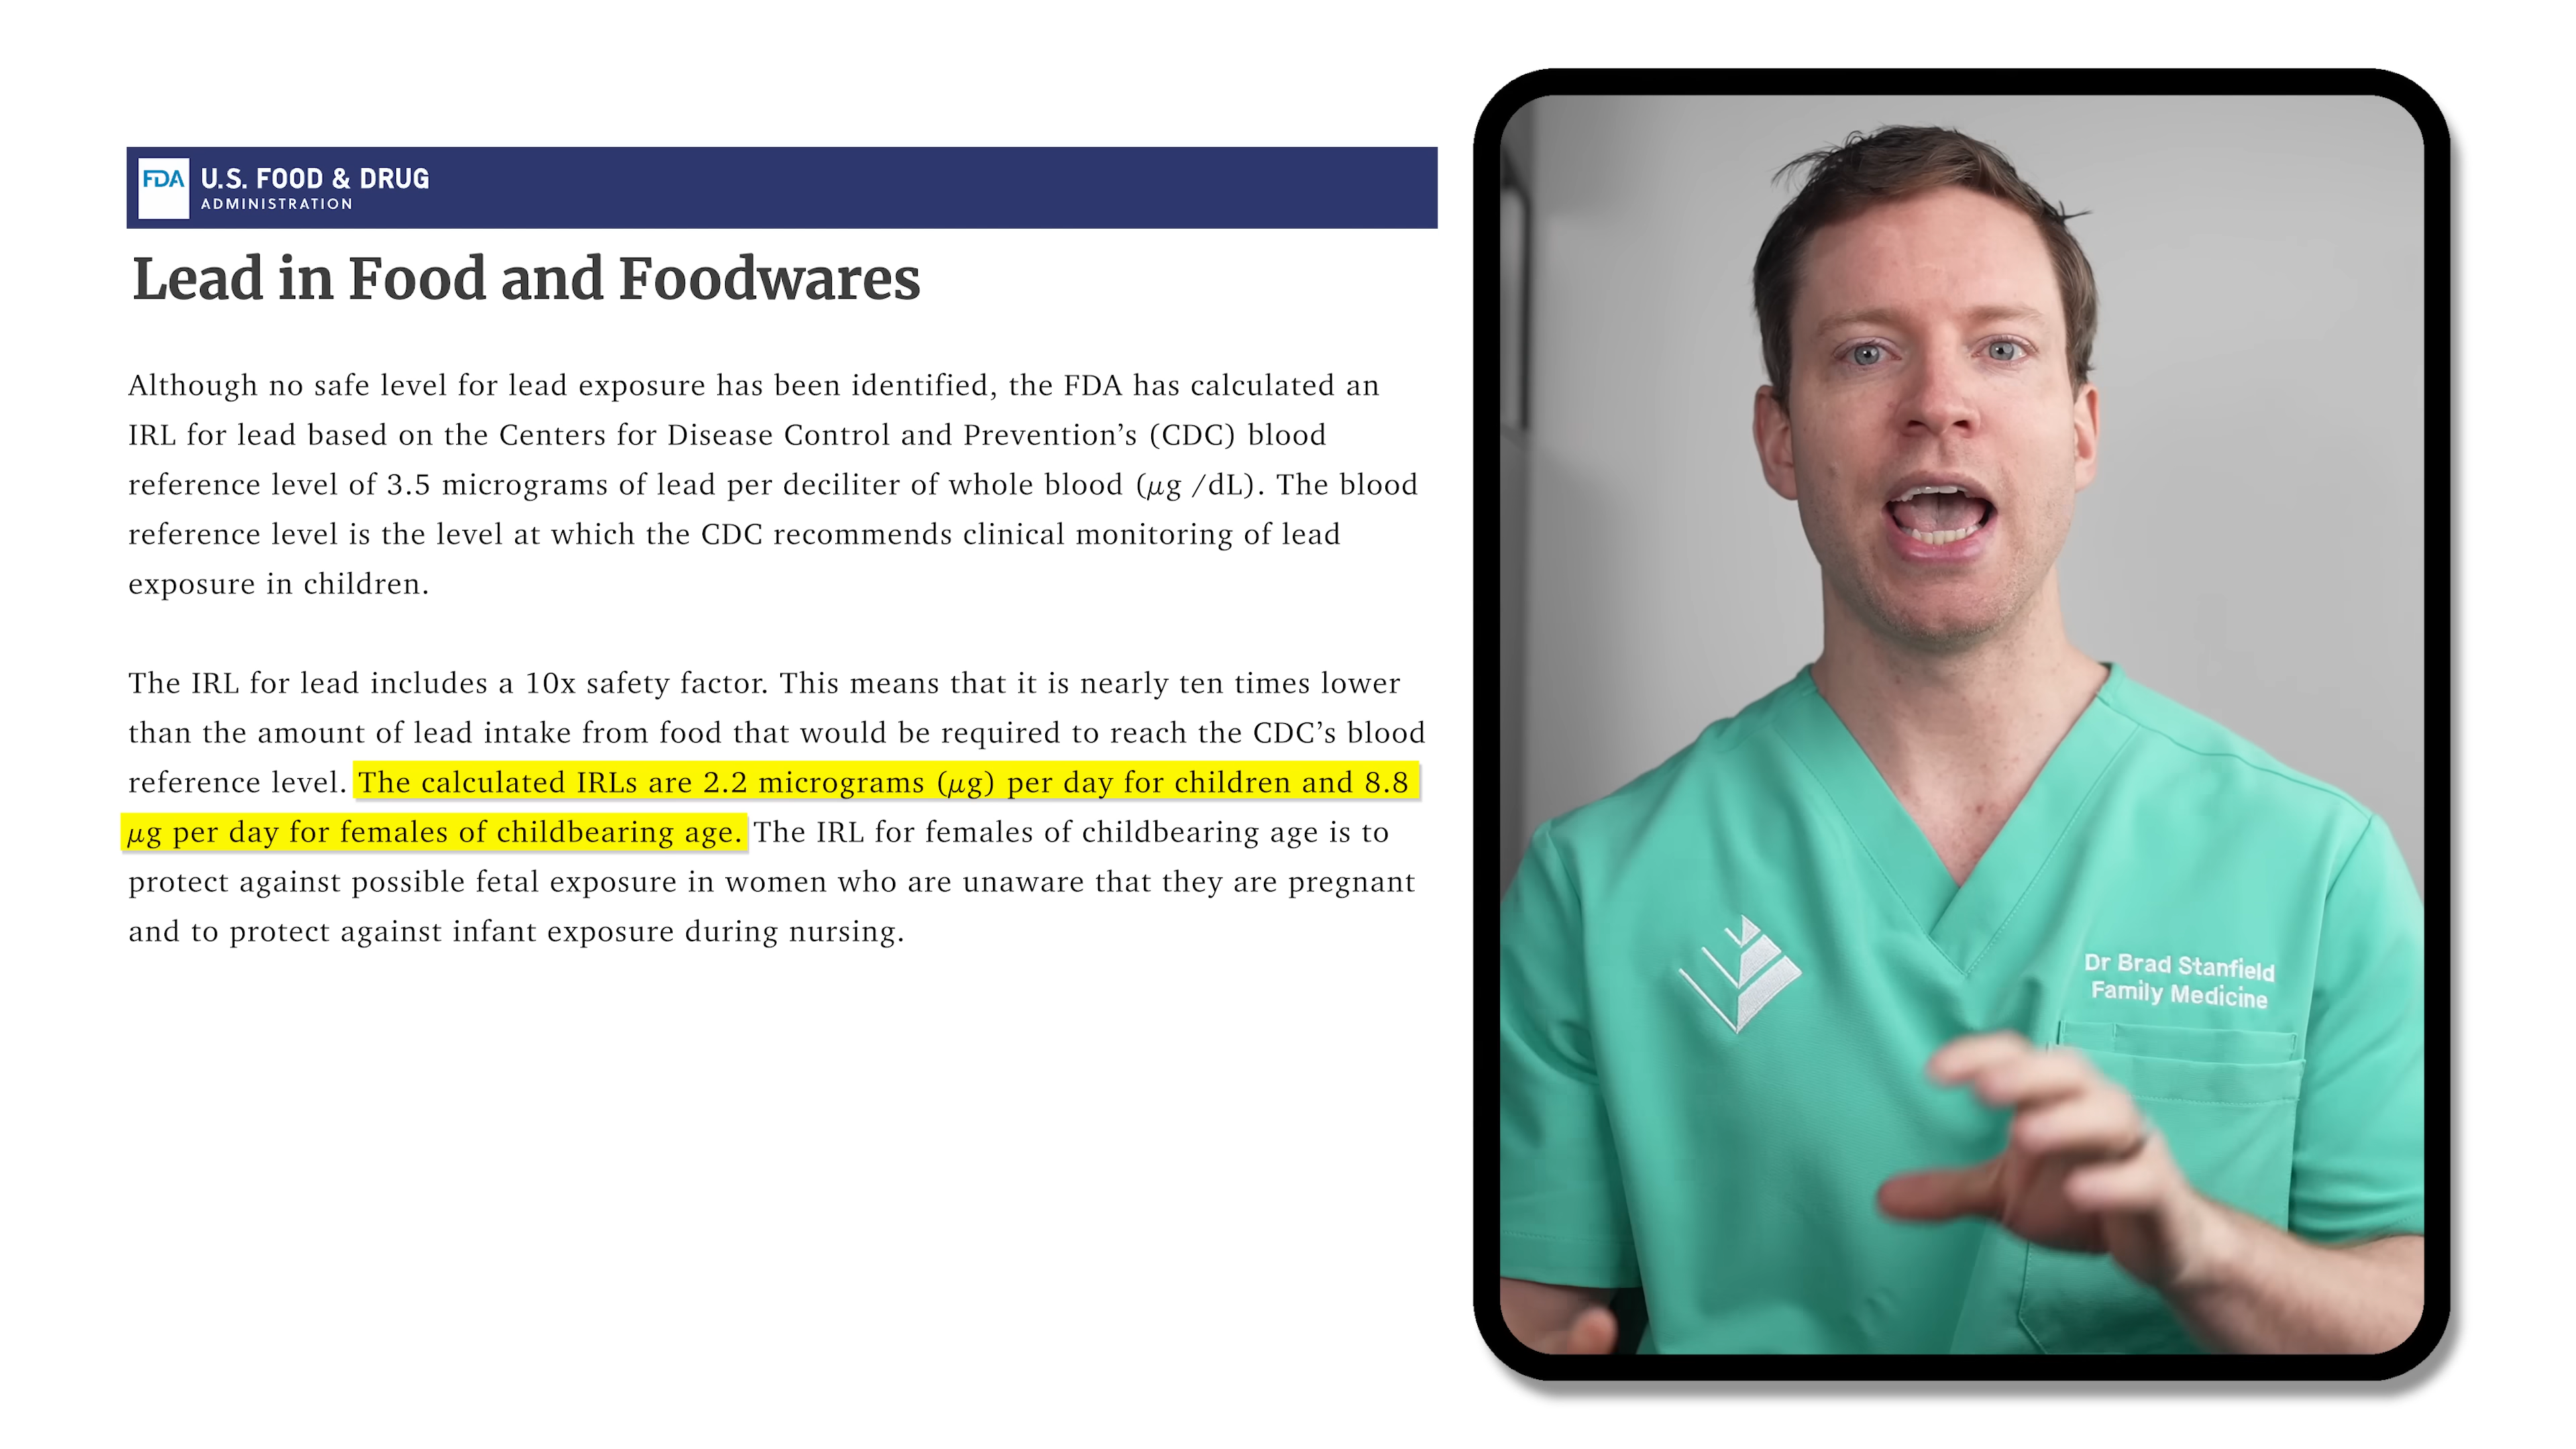 FDA U.S. FOOD & DRUG
ADMINISTRATION
Lead in Food and Foodwares
Although no safe level for lead exposure has been identified, the FDA has calculated an
IRL for lead based on the Centers for Disease Control and Prevention’s (CDC) blood
reference level of 3.5 micrograms of lead per deciliter of whole blood (μg /dL). The blood
reference level is the level at which the CDC recommends clinical monitoring of lead
exposure in children.
The IRL for lead includes a 10x safety factor. This means that it is nearly ten times lower
than the amount of lead intake from food that would be required to reach the CDC’s blood
reference level. The calculated IRLs are 2.2 micrograms (μg) per day for children and 8.8
μg per day for females of childbearing age. The IRL for females of childbearing age is to
protect against possible fetal exposure in women who are unaware that they are pregnant
and to protect against infant exposure during nursing.
Dr Brad Stanfield
Family Medicine